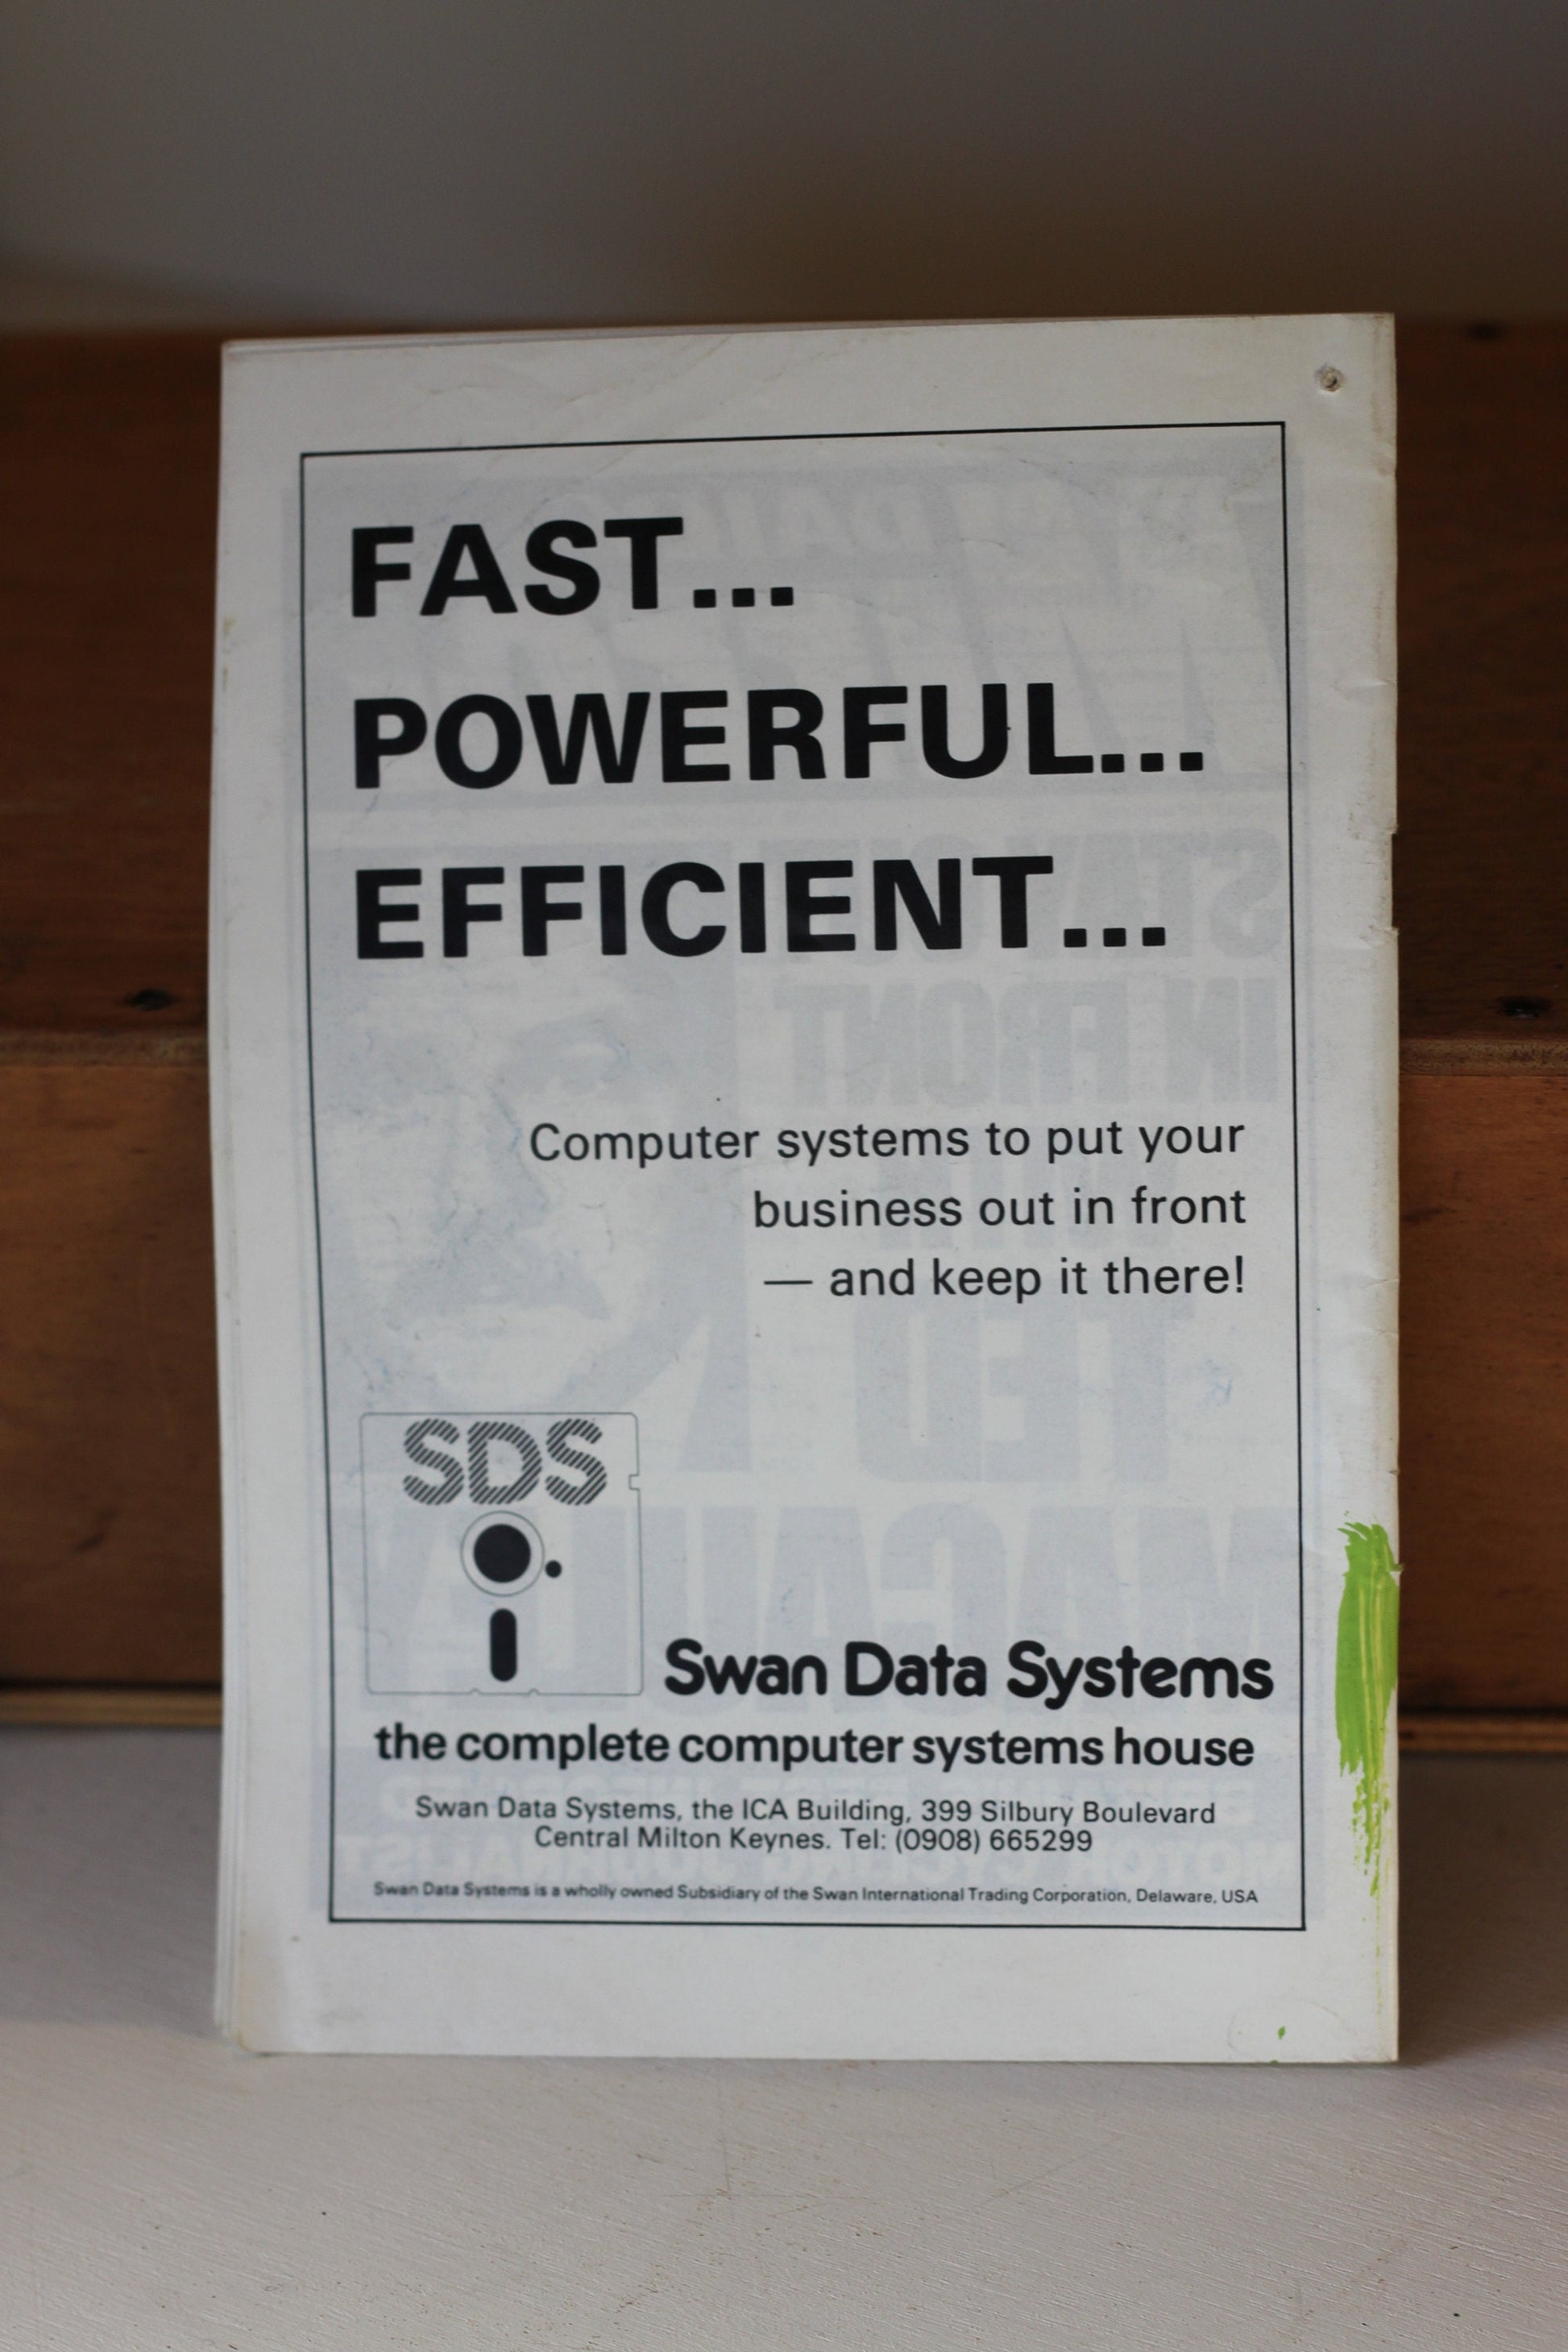 FAST...
POWERFUL...
EFFICIENT...
Computer systems to put your
business out in front
— and keep it there!
SDS
Swan Data Systems
the complete computer systems house
Swan Data Systems, the ICA Building, 399 Silbury Boulevard
Central Milton Keynes. Tel: (0908) 665299
Swan Data Systems is a wholly owned Subsidiary of the Swan International Trading Corporation, Delaware, USA